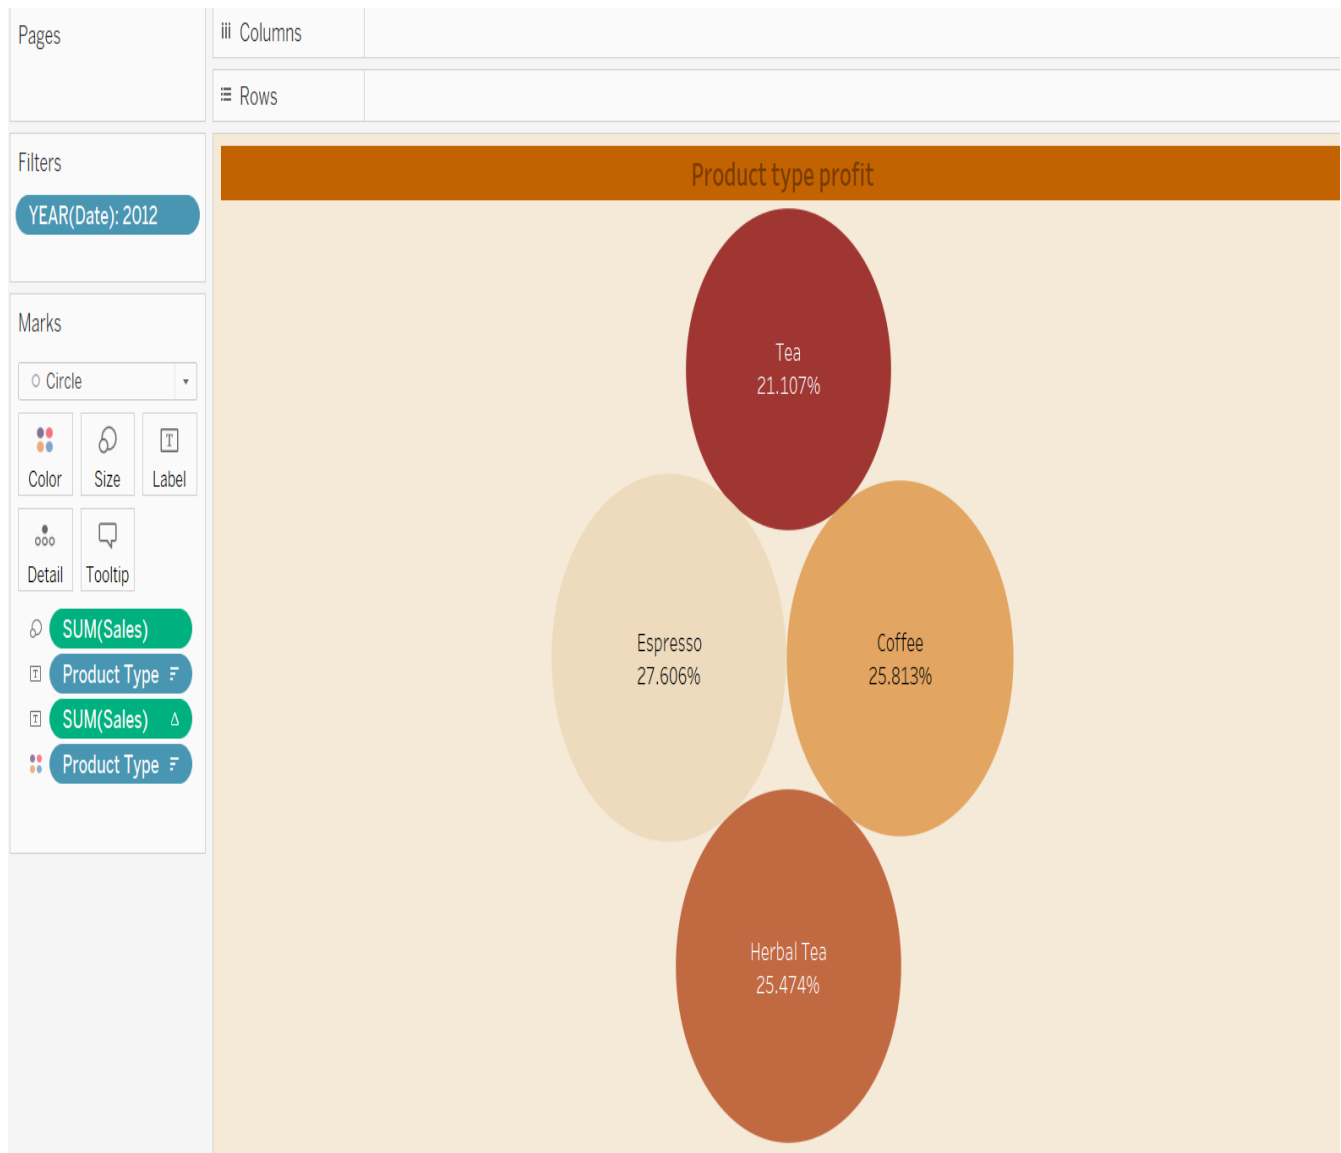 Pages
Columns
Rows
Filters
YEAR(Date): 2012
Marks
Circle
Color
Size
Label
Detail
Tooltip
SUM(Sales)
Product Type
SUM(Sales) Δ
Product Type
Product type profit
Tea
21.107%
Espresso
27.606%
Coffee
25.813%
Herbal Tea
25.474%